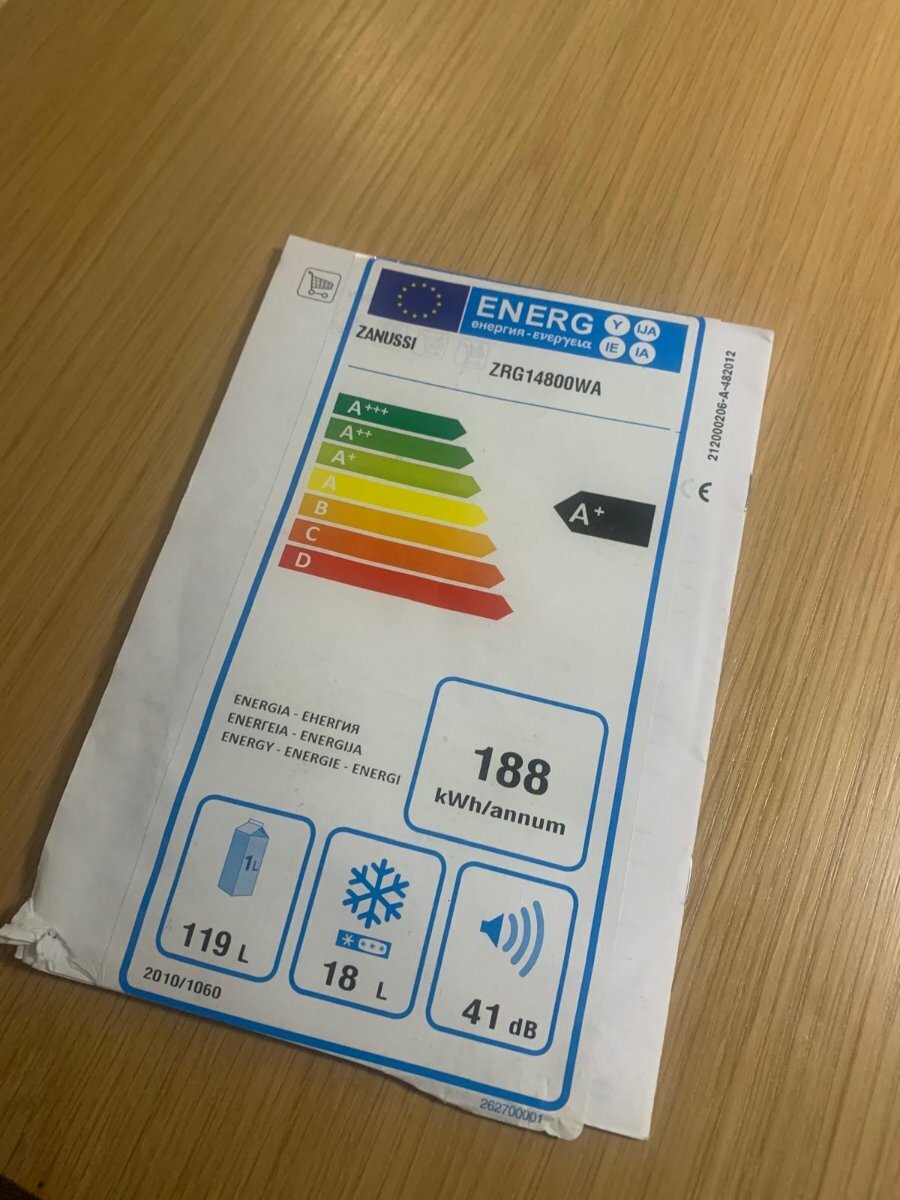 ENERG Y IJA
енергия - ενεργεια IE IA
ZANUSSI
ZRG14800WA
A+++
A++
A+
A
B
C
D
A+
212000206-A-482012
CE
ENERGIA - ЕНЕРГИЯ
ΕΝΕΡΓΕΙΑ - ENERGIJA
ENERGY - ENERGIE - ENERGI
188
kWh/annum
1L
119 L
18 L
41 dB
2010/1060
262700001